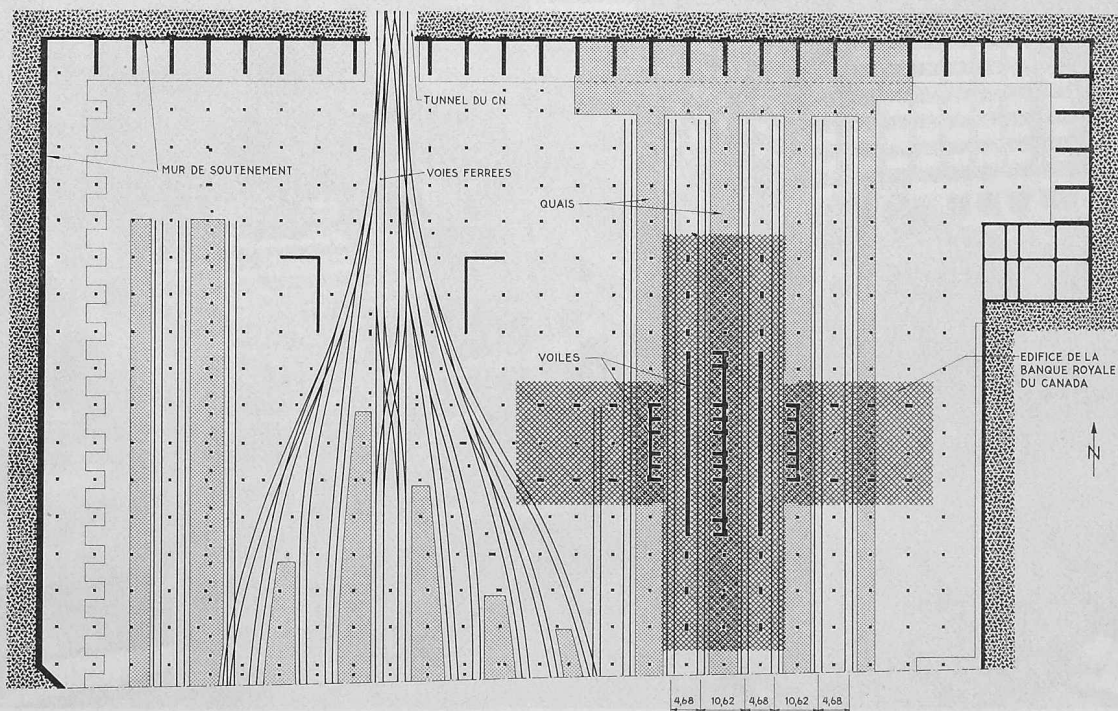 TUNNEL DU CN
MUR DE SOUTENEMENT
VOIES FERREES
QUAIS
VOILES
EDIFICE DE LA
BANQUE ROYALE
DU CANADA
N
4,68 10,62 4,68 10,62 4,68